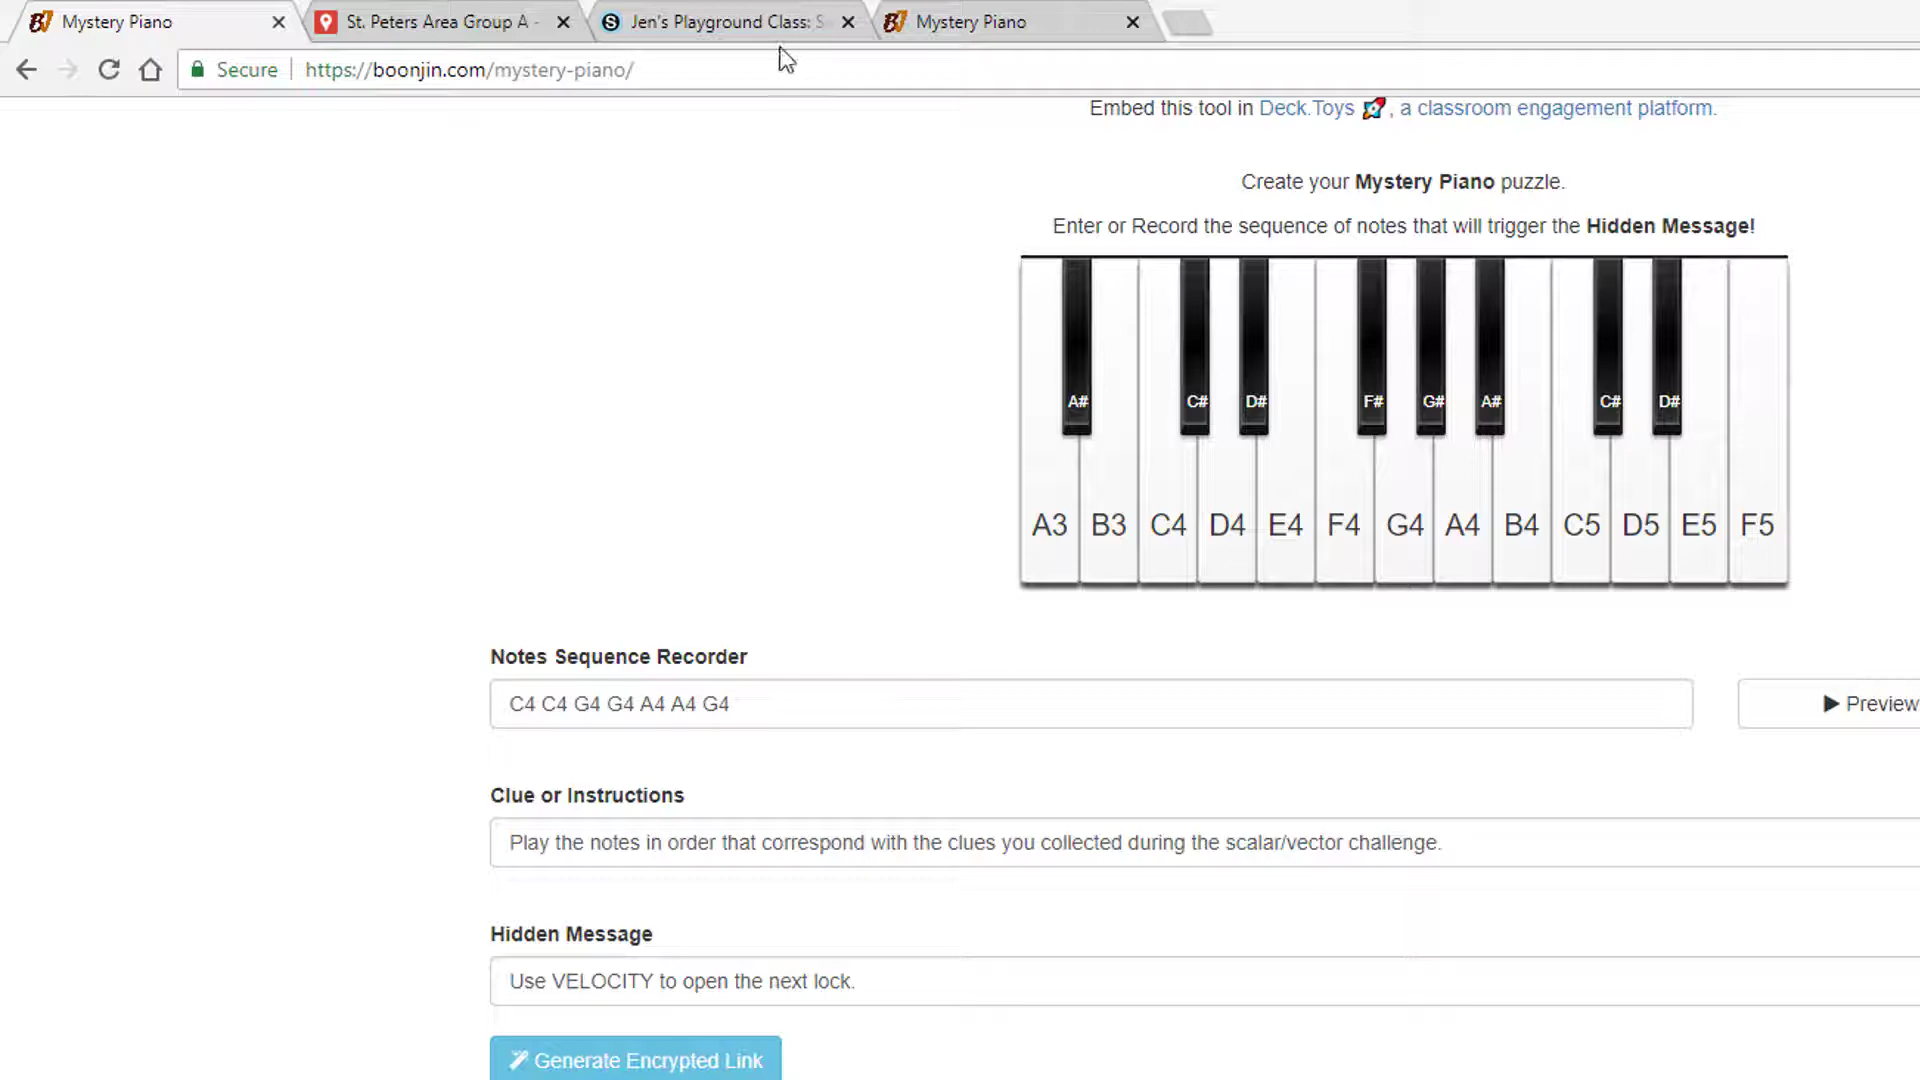 Mystery Piano
St. Peters Area Group A -
Jen's Playground Class: S
Mystery Piano
Secure
https://boonjin.com/mystery-piano/
Embed this tool in Deck.Toys 🚀, a classroom engagement platform.
Create your Mystery Piano puzzle.
Enter or Record the sequence of notes that will trigger the Hidden Message!
A# C# D# F# G# A# C# D#
A3 B3 C4 D4 E4 F4 G4 A4 B4 C5 D5 E5 F5
Notes Sequence Recorder
C4 C4 G4 G4 A4 A4 G4
Preview
Clue or Instructions
Play the notes in order that correspond with the clues you collected during the scalar/vector challenge.
Hidden Message
Use VELOCITY to open the next lock.
Generate Encrypted Link